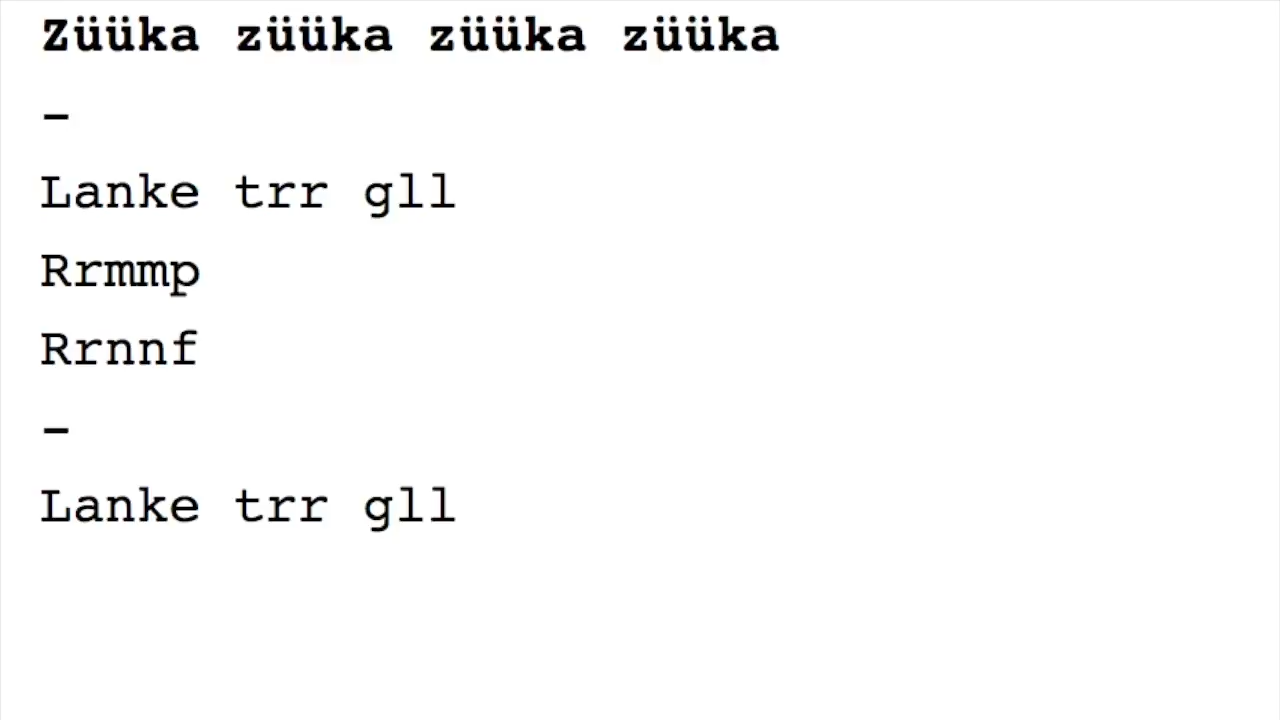 Züüka züüka züüka züüka
–
Lanke trr gll
Rrmmp
Rrnnf
–
Lanke trr gll